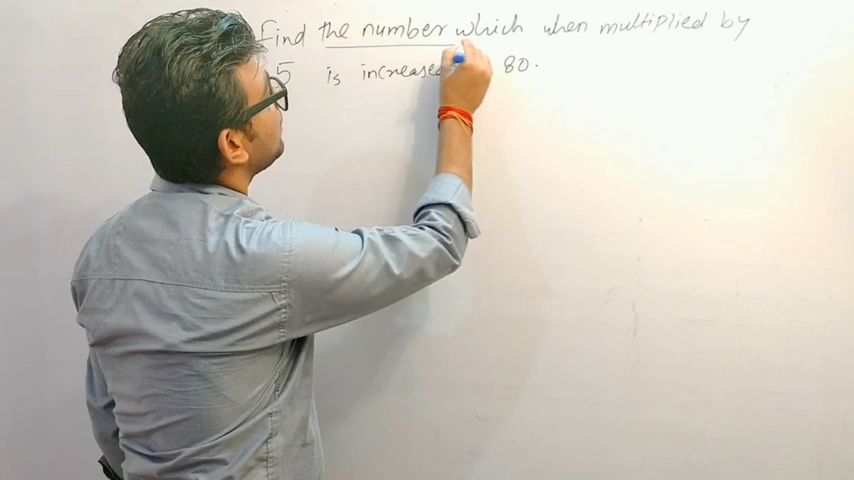 Find the number which when multiplied by
5 is increased 80.